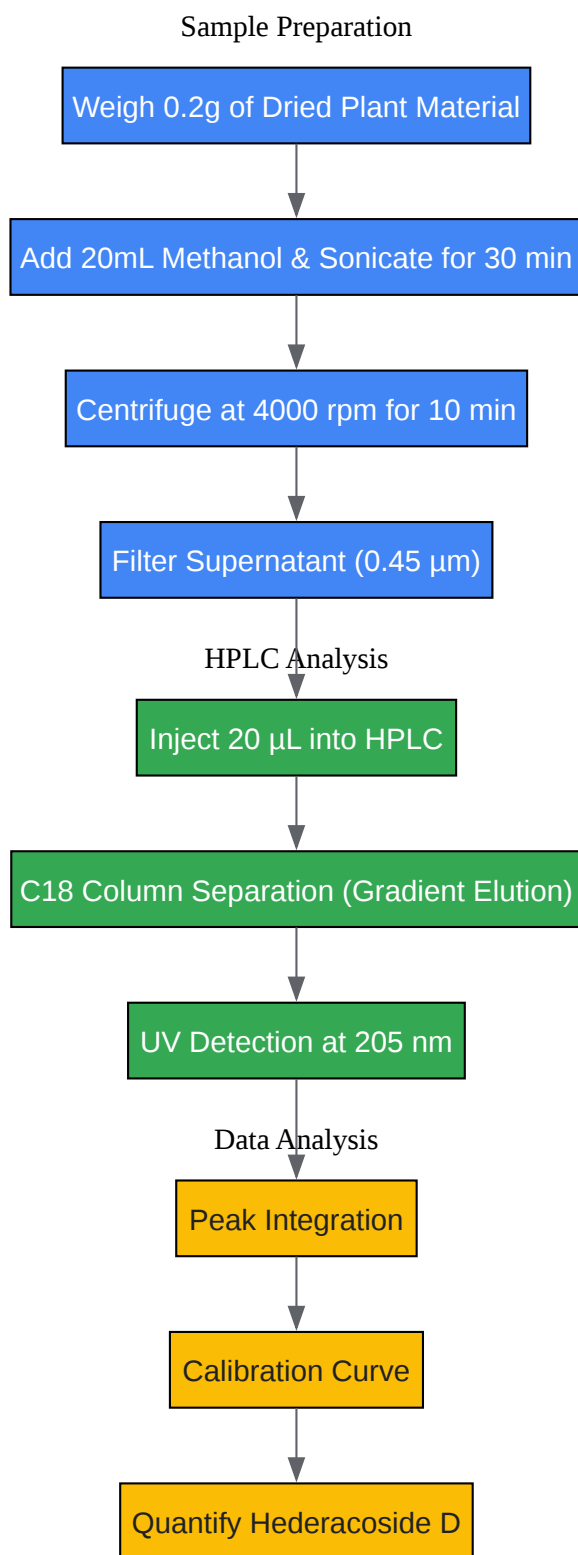 Sample Preparation
Weigh 0.2g of Dried Plant Material
Add 20mL Methanol & Sonicate for 30 min
Centrifuge at 4000 rpm for 10 min
Filter Supernatant (0.45 µm)
HPLC Analysis
Inject 20 µL into HPLC
C18 Column Separation (Gradient Elution)
UV Detection at 205 nm
Data Analysis
Peak Integration
Calibration Curve
Quantify Hederacoside D